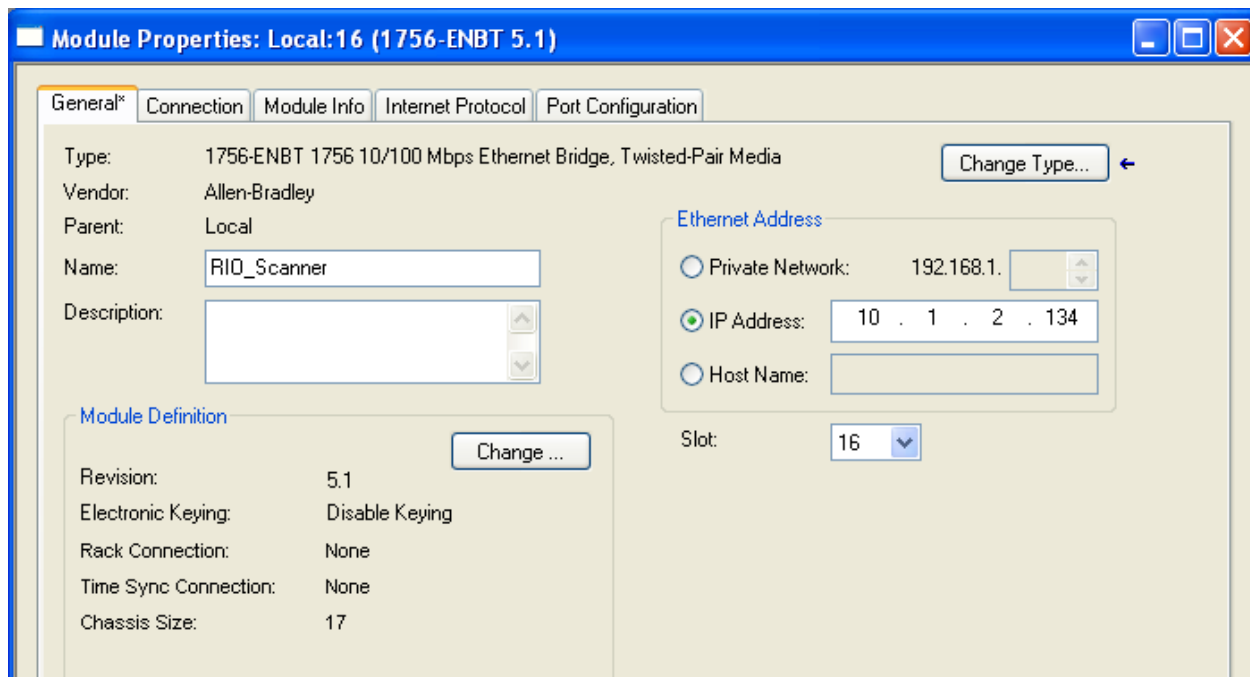 Module Properties: Local:16 (1756-ENBT 5.1)
General* Connection Module Info Internet Protocol Port Configuration
Type: 1756-ENBT 1756 10/100 Mbps Ethernet Bridge, Twisted-Pair Media
Change Type...
Vendor: Allen-Bradley
Parent: Local
Name: RIO_Scanner
Description:
Ethernet Address
Private Network: 192.168.1.
IP Address: 10 . 1 . 2 . 134
Host Name:
Slot: 16
Module Definition
Change ...
Revision: 5.1
Electronic Keying: Disable Keying
Rack Connection: None
Time Sync Connection: None
Chassis Size: 17